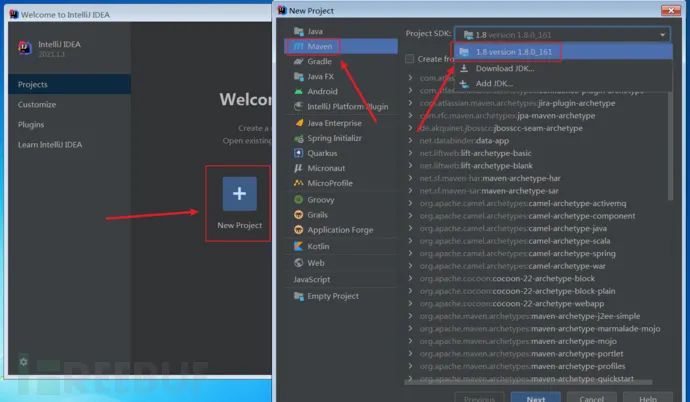 Welcome to IntelliJ IDEA
IntelliJ IDEA
2021.1.1
Projects
Customize
Plugins
Learn IntelliJ IDEA
Welcom
Create a
Open existing
New Project
FREEBUF
New Project
Java
Maven
Gradle
Java FX
Android
IntelliJ Platform Plugin
Java Enterprise
Spring Initializr
Quarkus
Micronaut
MicroProfile
Groovy
Grails
Application Forge
Kotlin
Web
JavaScript
Empty Project
Project SDK:
1.8 version 1.8.0_161
1.8 version 1.8.0_161
Create fro
Download JDK...
Add JDK...
com.atlassian.maven.archetypes:jira-plugin-archetype
com.rfc.maven.archetypes:jpa-maven-archetype
de.akquinet.jbosscc:jbosscc-seam-archetype
net.databinder:data-app
net.liftweb:lift-archetype-basic
net.liftweb:lift-archetype-blank
net.sf.maven-har:maven-archetype-har
net.sf.maven-sar:maven-archetype-sar
org.apache.camel.archetypes:camel-archetype-activemq
org.apache.camel.archetypes:camel-archetype-component
org.apache.camel.archetypes:camel-archetype-java
org.apache.camel.archetypes:camel-archetype-scala
org.apache.camel.archetypes:camel-archetype-spring
org.apache.camel.archetypes:camel-archetype-war
org.apache.cocoon:cocoon-22-archetype-block
org.apache.cocoon:cocoon-22-archetype-block-plain
org.apache.cocoon:cocoon-22-archetype-webapp
org.apache.maven.archetypes:maven-archetype-j2ee-simple
org.apache.maven.archetypes:maven-archetype-marmalade-mojo
org.apache.maven.archetypes:maven-archetype-mojo
org.apache.maven.archetypes:maven-archetype-portlet
org.apache.maven.archetypes:maven-archetype-profiles
org.apache.maven.archetypes:maven-archetype-quickstart
Previous
Next
Cancel
Help